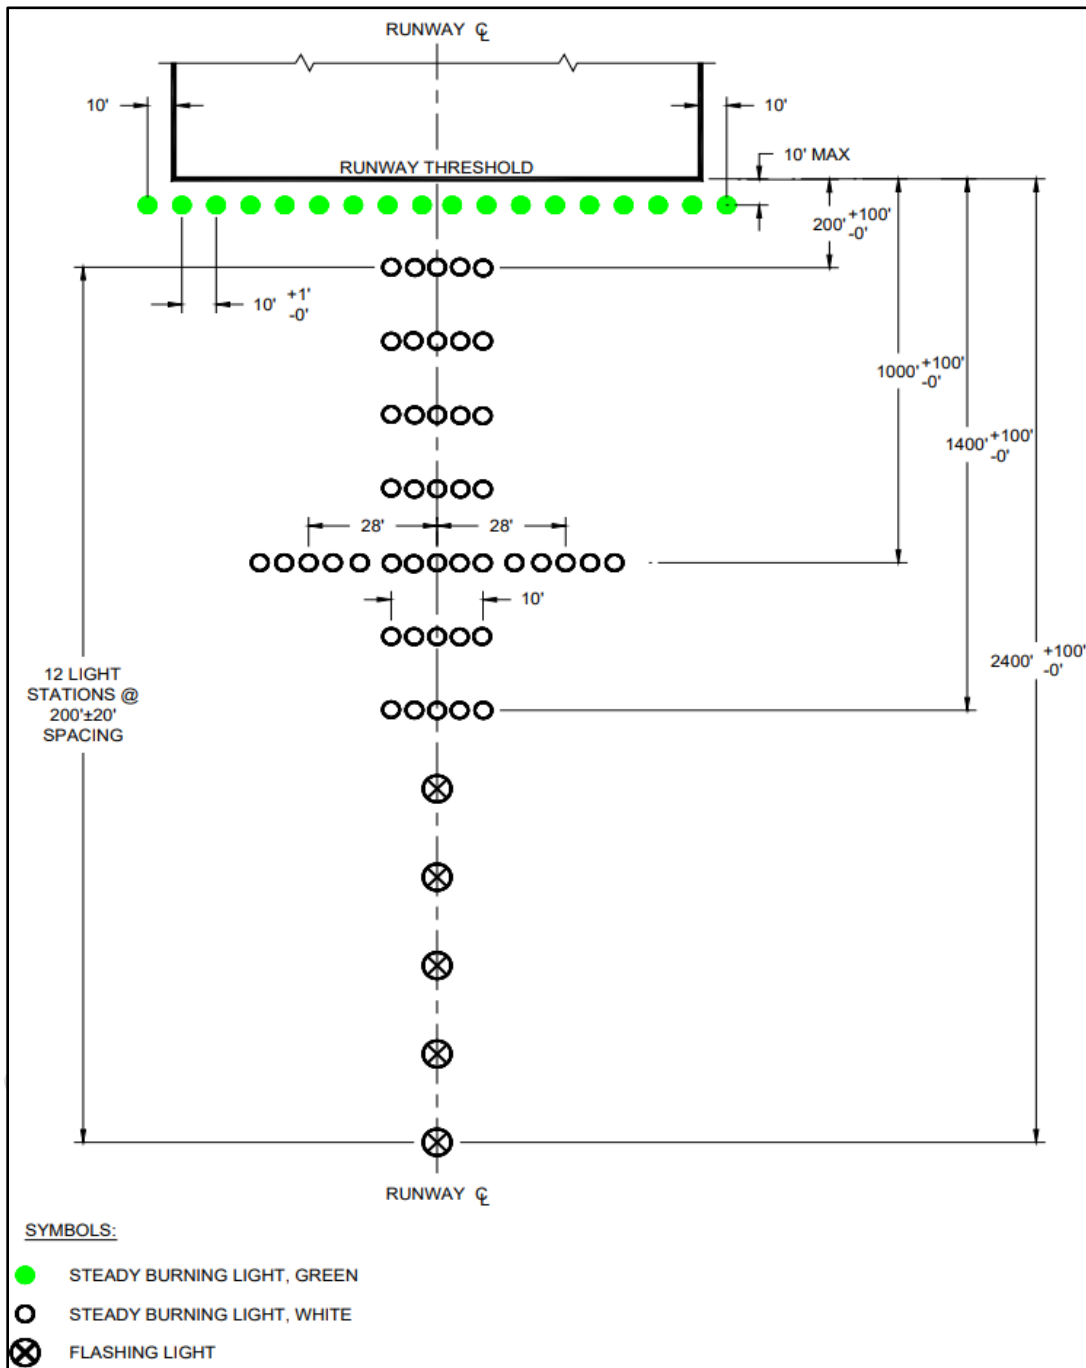 RUNWAY ℄
10'
10'
10' MAX
RUNWAY THRESHOLD
200' +100'
-0'
10' +1'
-0'
1000' +100'
-0'
1400' +100'
-0'
28'
28'
10'
2400' +100'
-0'
12 LIGHT
STATIONS @
200'±20'
SPACING
RUNWAY ℄
SYMBOLS:
STEADY BURNING LIGHT, GREEN
STEADY BURNING LIGHT, WHITE
FLASHING LIGHT